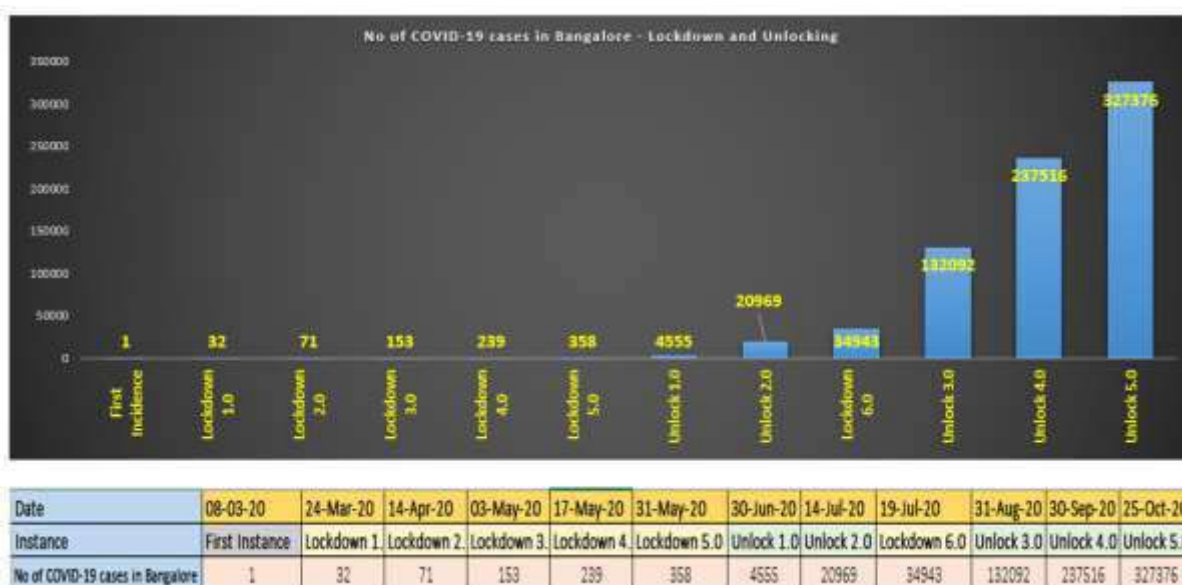 No of COVID-19 cases in Bangalore - Lockdown and Unlocking
350000
300000
250000
200000
150000
100000
50000
0
1
32
71
153
239
358
4555
20969
34943
132092
237516
327376
First Incidence
Lockdown 1.0
Lockdown 2.0
Lockdown 3.0
Lockdown 4.0
Lockdown 5.0
Unlock 1.0
Unlock 2.0
Lockdown 6.0
Unlock 3.0
Unlock 4.0
Unlock 5.0
Date 08-03-20 24-Mar-20 14-Apr-20 03-May-20 17-May-20 31-May-20 30-Jun-20 14-Jul-20 19-Jul-20 31-Aug-20 30-Sep-20 25-Oct-20
Instance First Instance Lockdown 1. Lockdown 2. Lockdown 3. Lockdown 4. Lockdown 5.0 Unlock 1.0 Unlock 2.0 Lockdown 6.0 Unlock 3.0 Unlock 4.0 Unlock 5.
No of COVID-19 cases in Bangalore 1 32 71 153 239 358 4555 20969 34943 132092 237516 327376